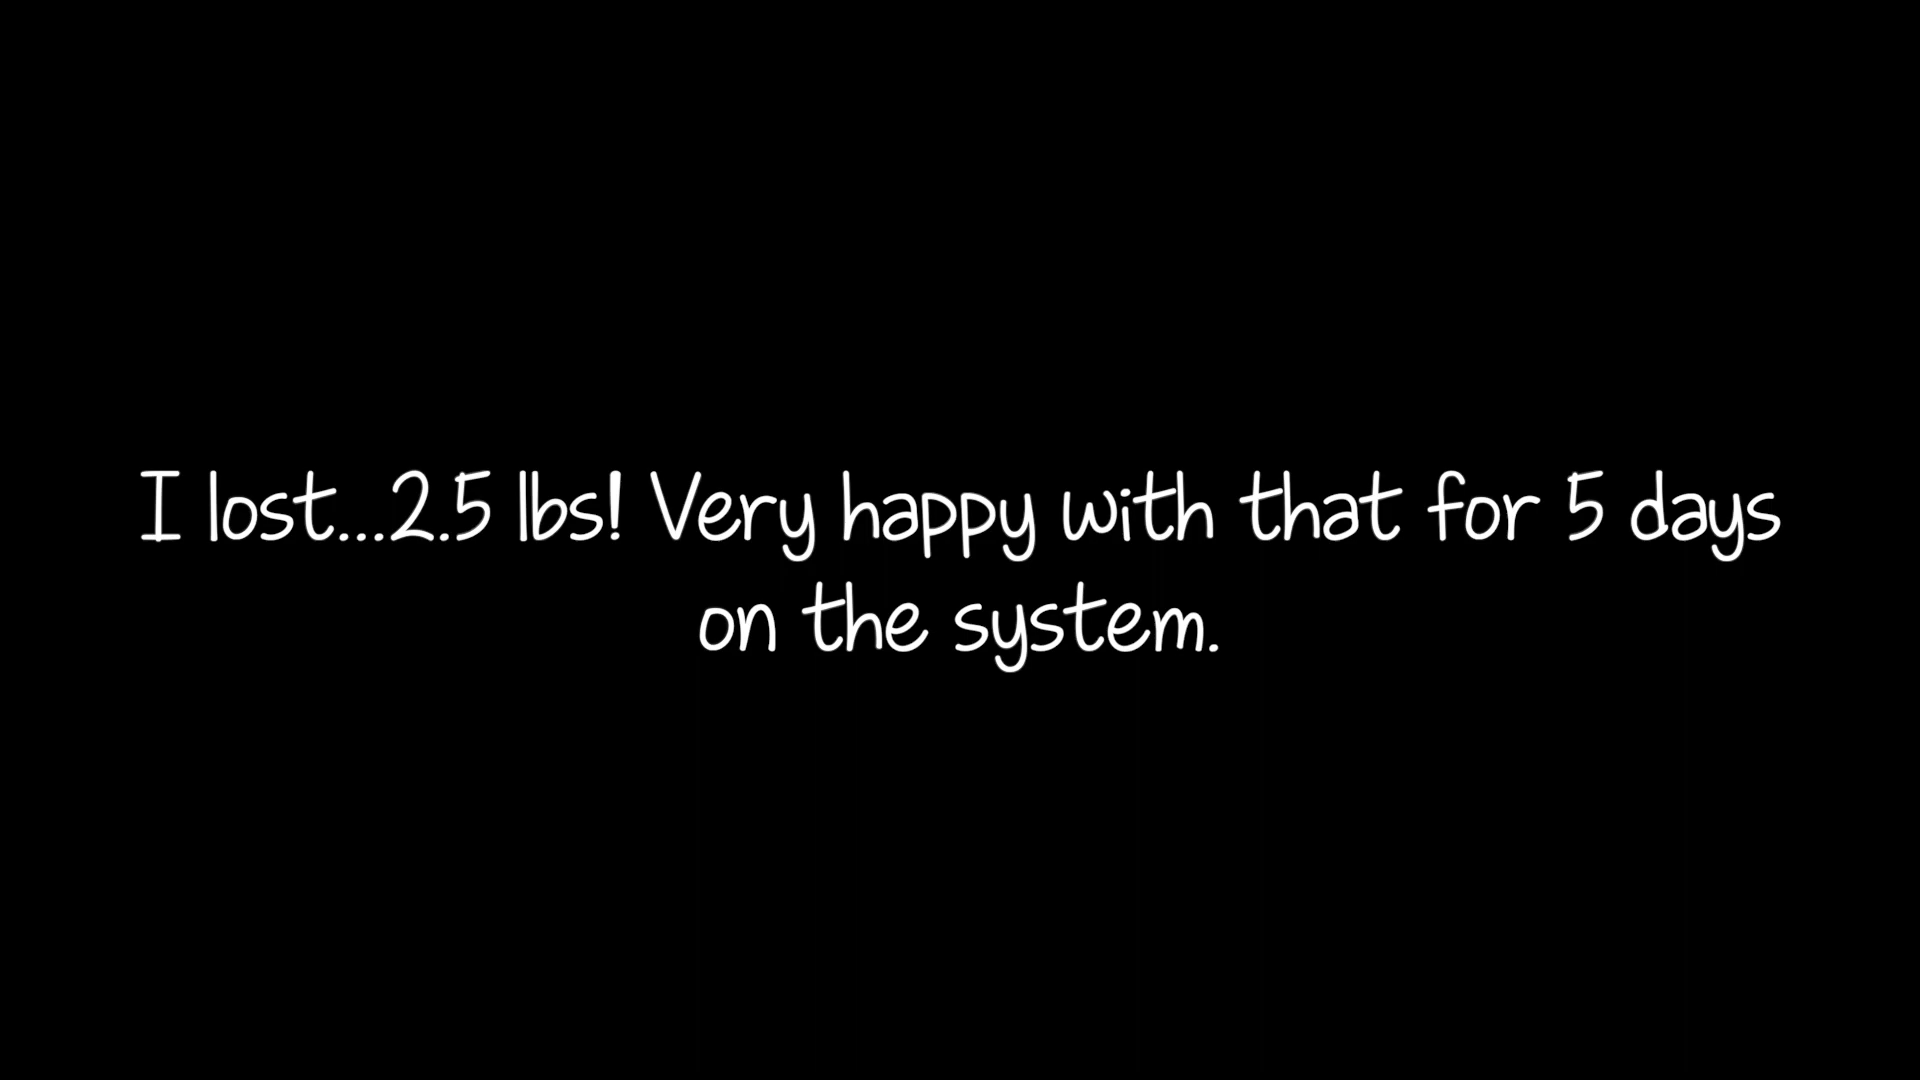 I lost...2.5 lbs! Very happy with that for 5 days
on the system.